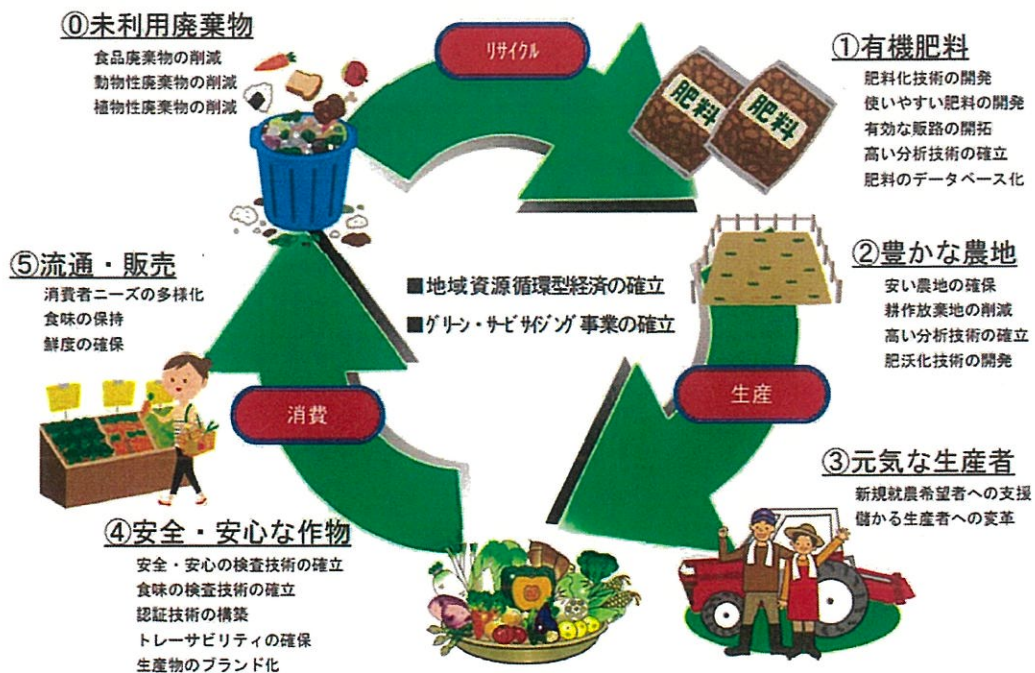 ⓪未利用廃棄物
食品廃棄物の削減
動物性廃棄物の削減
植物性廃棄物の削減
リサイクル
肥料
肥料
①有機肥料
肥料化技術の開発
使いやすい肥料の開発
有効な販路の開拓
高い分析技術の確立
肥料のデータベース化
②豊かな農地
安い農地の確保
耕作放棄地の削減
高い分析技術の確立
肥沃化技術の開発
■地域資源循環型経済の確立
■グリーン・サービサイジング事業の確立
生産
③元気な生産者
新規就農希望者への支援
儲かる生産者への変革
④安全・安心な作物
安全・安心の検査技術の確立
食味の検査技術の確立
認証技術の構築
トレーサビリティの確保
生産物のブランド化
消費
⑤流通・販売
消費者ニーズの多様化
食味の保持
鮮度の確保